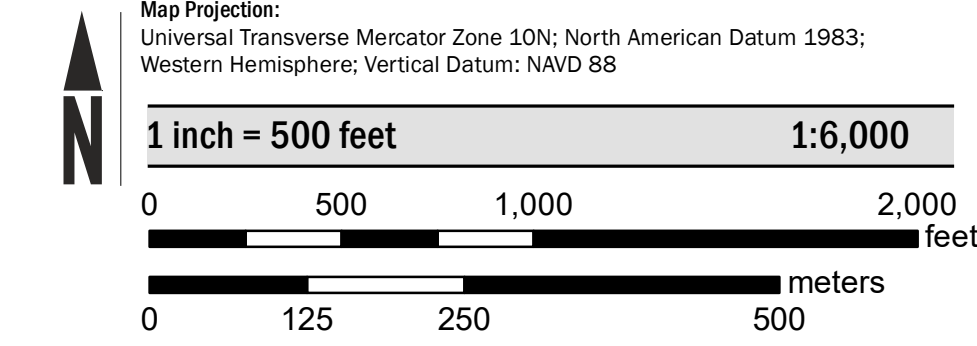 Map Projection:
Universal Transverse Mercator Zone 10N; North American Datum 1983;
Western Hemisphere; Vertical Datum: NAVD 88
N
1 inch = 500 feet 1:6,000
0 500 1,000 2,000
feet
meters
0 125 250 500